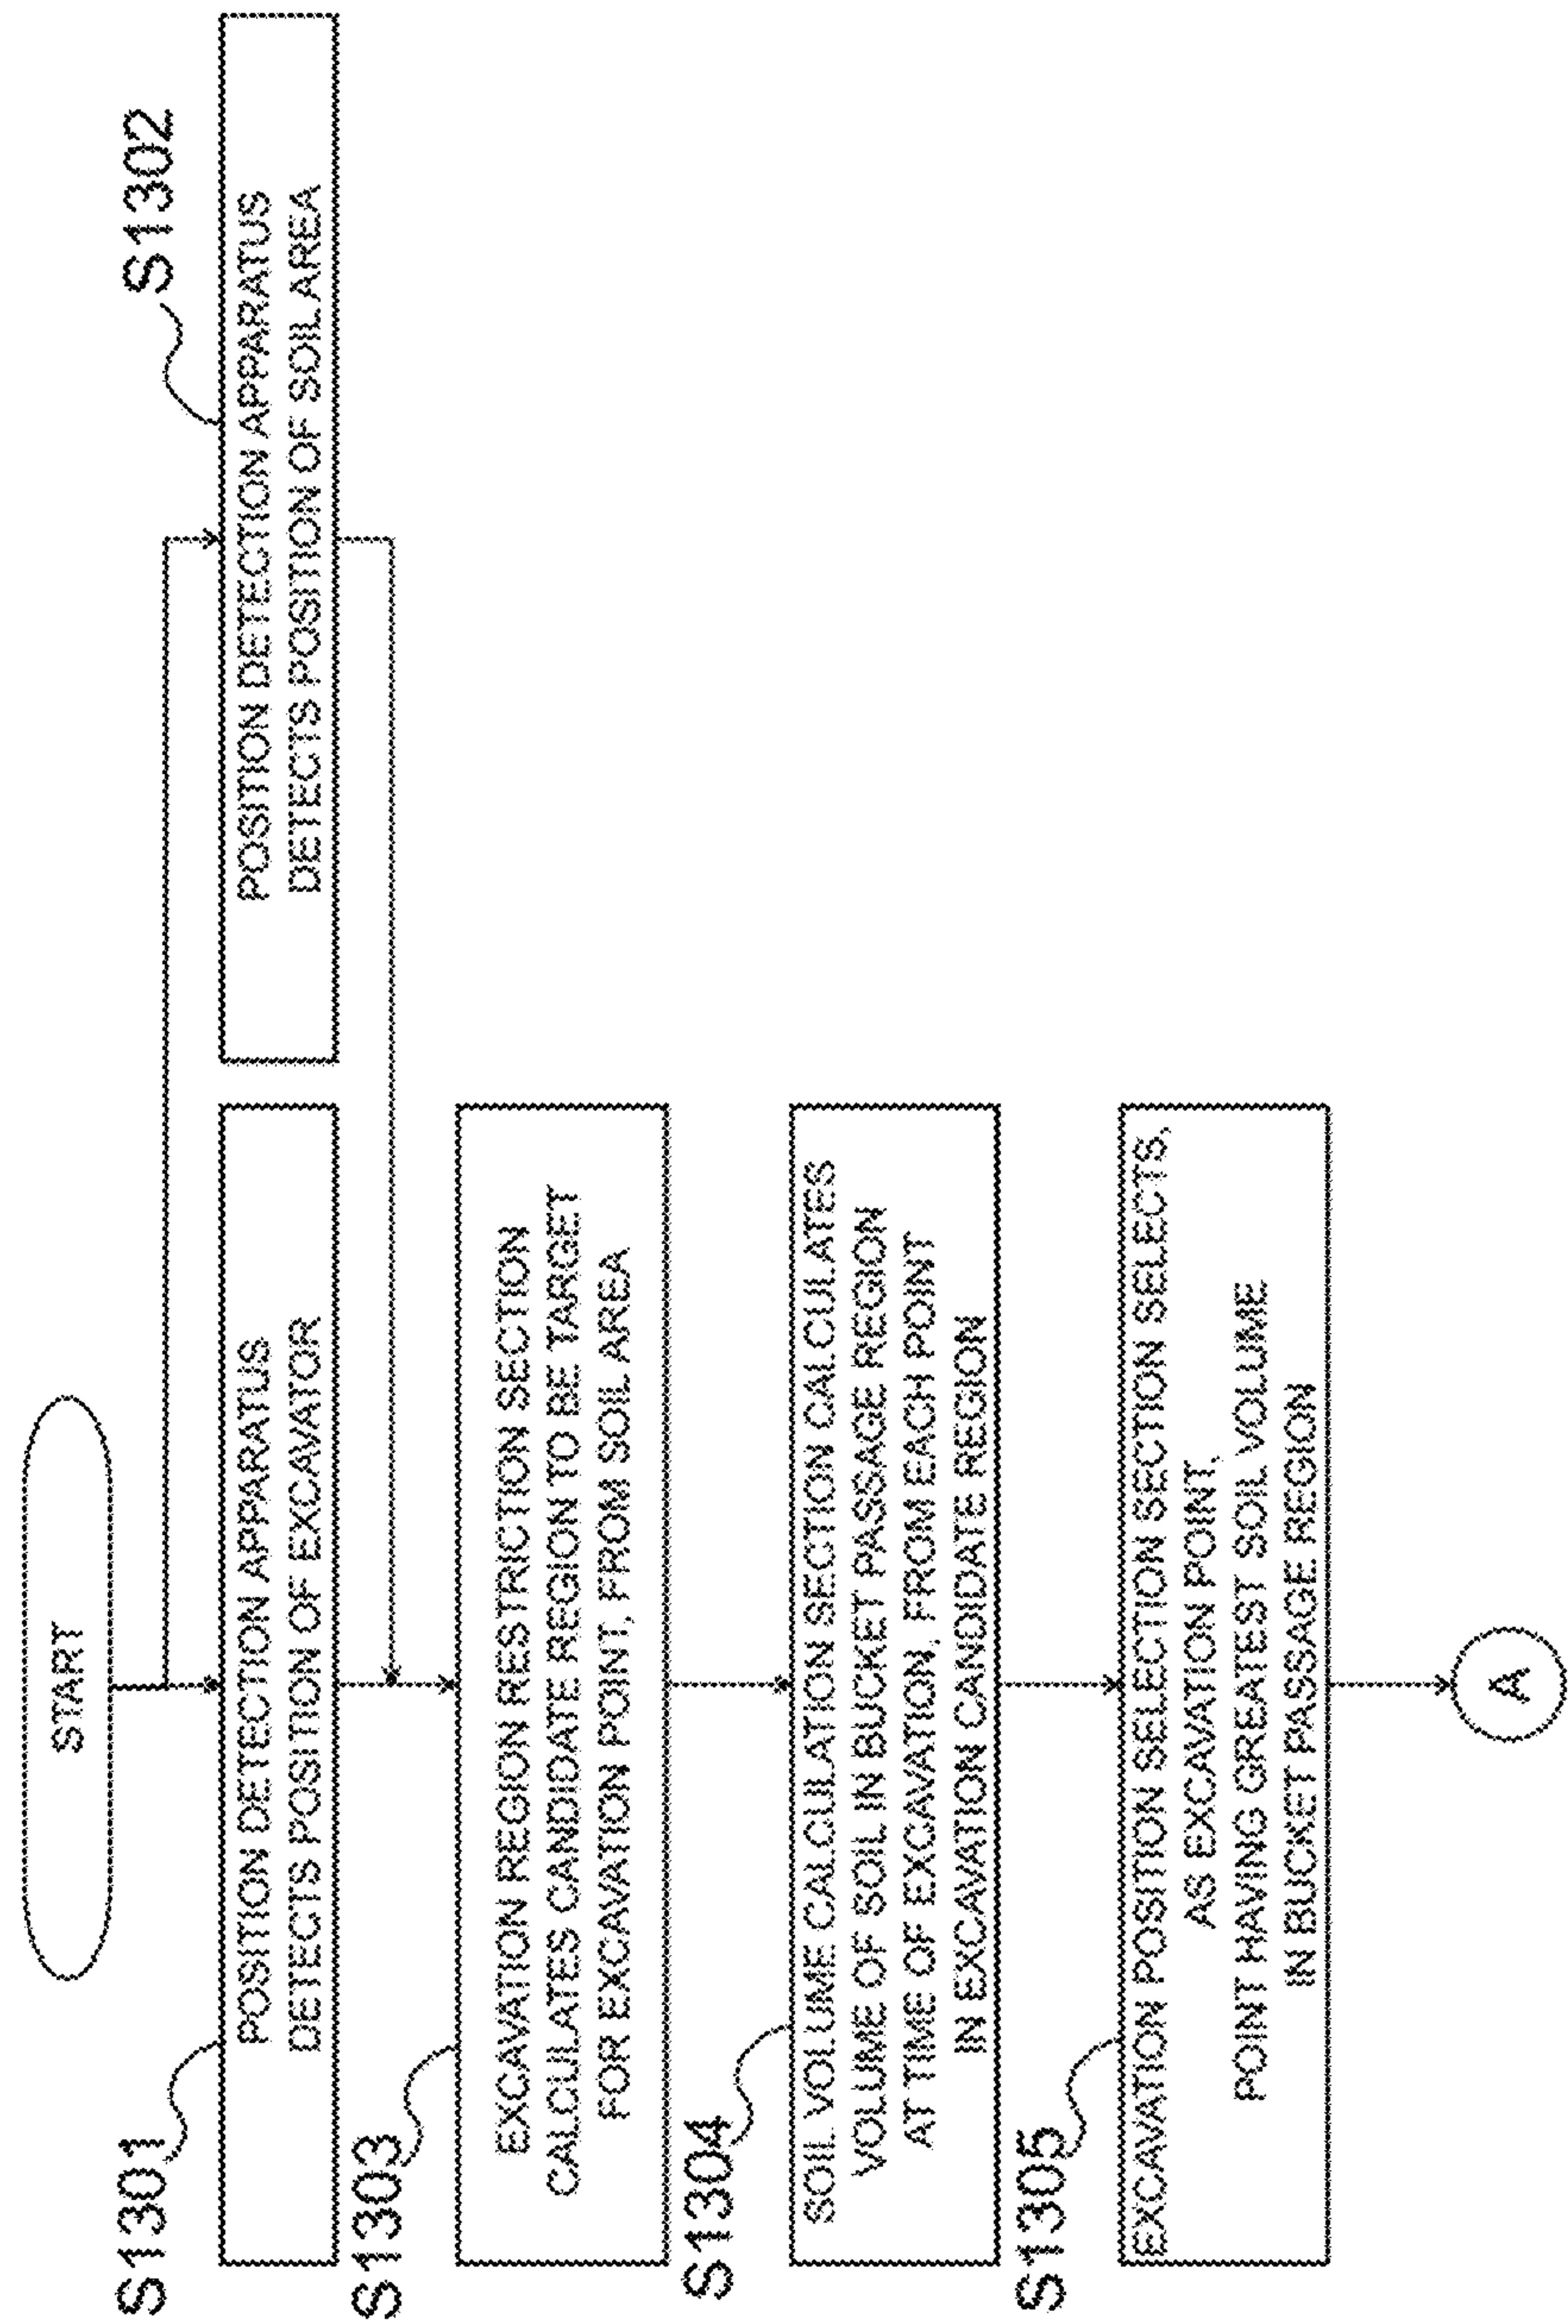 START
S1301
POSITION DETECTION APPARATUS
DETECTS POSITION OF EXCAVATOR
S1302
POSITION DETECTION APPARATUS
DETECTS POSITION OF SOIL AREA
S1303
EXCAVATION REGION RESTRICTION SECTION
CALCULATES CANDIDATE REGION TO BE TARGET
FOR EXCAVATION POINT, FROM SOIL AREA
S1304
SOIL VOLUME CALCULATION SECTION CALCULATES
VOLUME OF SOIL IN BUCKET PASSAGE REGION
AT TIME OF EXCAVATION, FROM EACH POINT
IN EXCAVATION CANDIDATE REGION
S1305
EXCAVATION POSITION SELECTION SECTION SELECTS,
AS EXCAVATION POINT,
POINT HAVING GREATEST SOIL VOLUME
IN BUCKET PASSAGE REGION
A